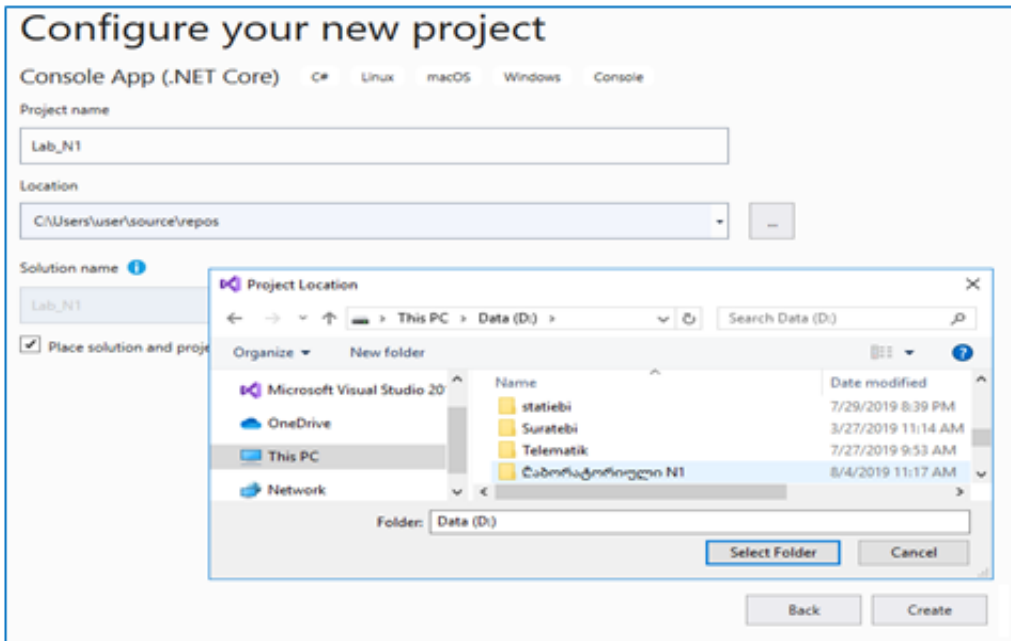 Configure your new project
Console App (.NET Core) C# Linux macOS Windows Console
Project name
Lab_N1
Location
C:\Users\user\source\repos
...
Solution name
Lab_N1
Place solution and proje
Project Location
This PC > Data (D:) >
Search Data (D:)
Organize New folder
Microsoft Visual Studio 20
OneDrive
This PC
Network
Name Date modified
statiebi 7/29/2019 8:39 PM
Suratebi 3/27/2019 11:14 AM
Telematik 7/27/2019 9:53 AM
ლაბორატორიული N1 8/4/2019 11:17 AM
Folder: Data (D:)
Select Folder Cancel
Back Create